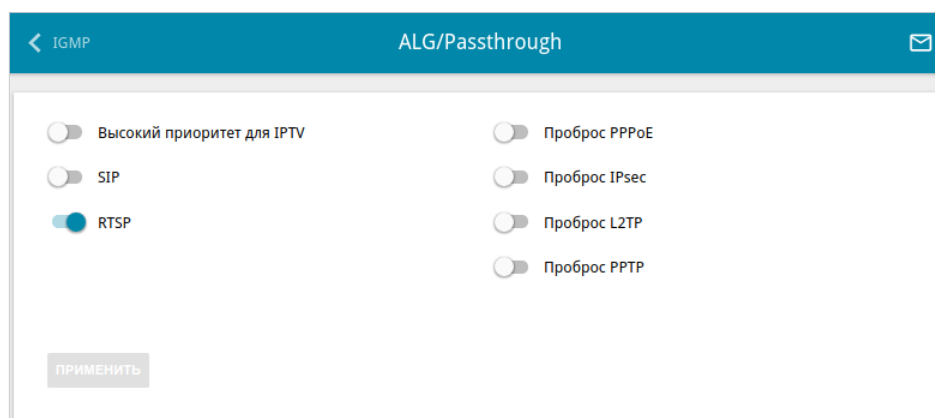 IGMP
ALG/Passthrough
Высокий приоритет для IPTV
SIP
RTSP
Проброс PPPoE
Проброс IPsec
Проброс L2TP
Проброс PPTP
ПРИМЕНИТЬ